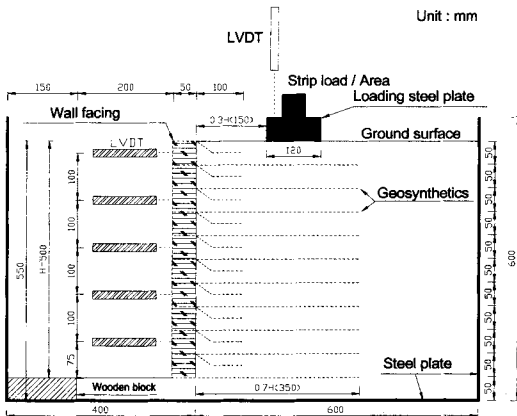 Unit : mm
LVDT
Strip load / Area
150
200
50
100
Loading steel plate
Wall facing
0.3H(150)
Ground surface
LVDT
120
Geosynthetics
100
100
100
100
75
H=500
550
50
50
50
50
50
50
50
50
50
50
50
600
Steel plate
Wooden block
0.7H(350)
400
600